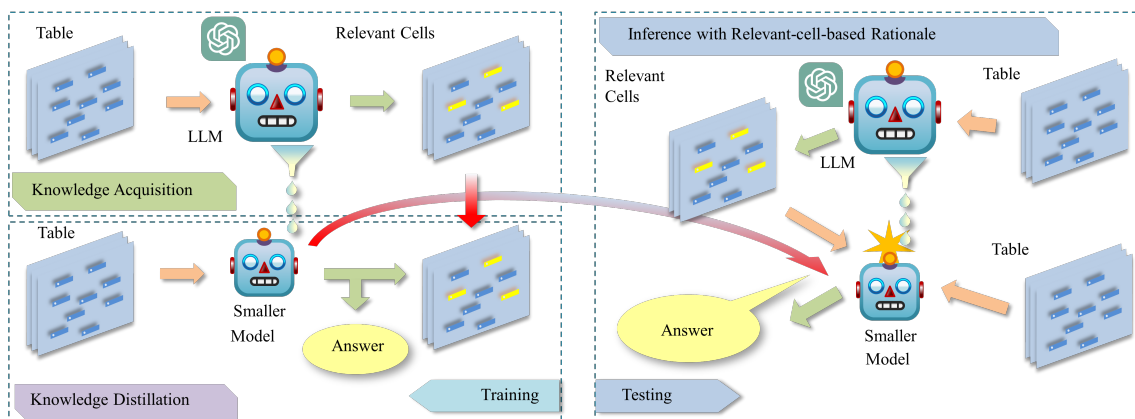 Table
Relevant Cells
LLM
Knowledge Acquisition
Table
Smaller
Model
Answer
Knowledge Distillation
Training
Inference with Relevant-cell-based Rationale
Relevant
Cells
Table
LLM
Table
Answer
Smaller
Model
Testing